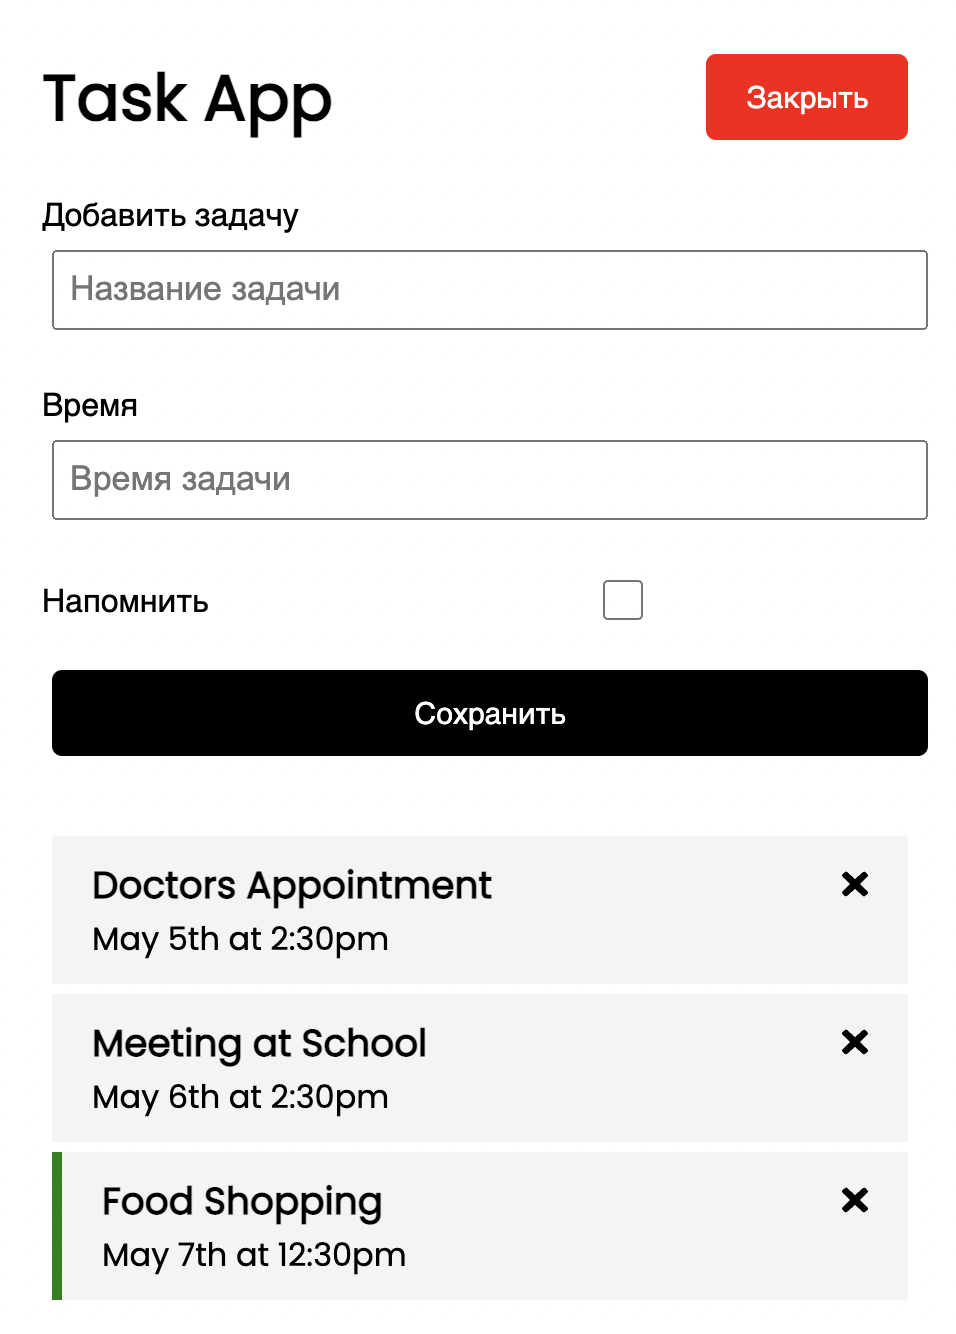 Task App
Закрыть
Добавить задачу
Название задачи
Время
Время задачи
Напомнить
Сохранить
Doctors Appointment
May 5th at 2:30pm
Meeting at School
May 6th at 2:30pm
Food Shopping
May 7th at 12:30pm